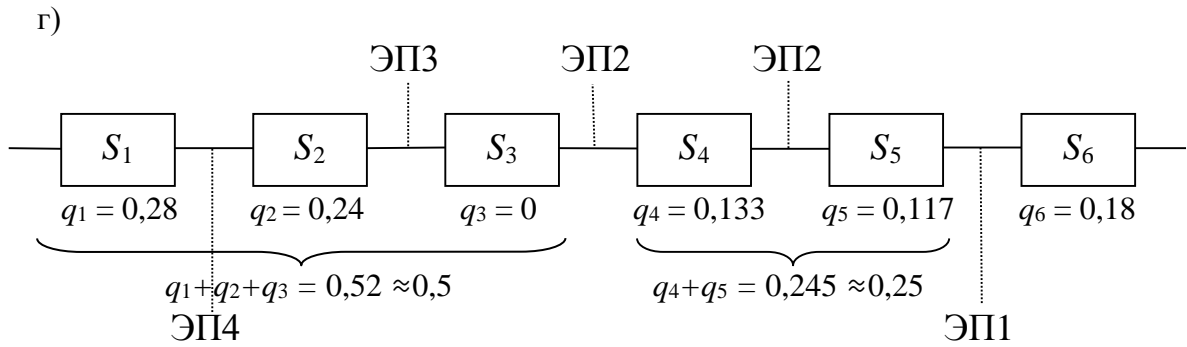 г)
ЭП3 ЭП2 ЭП2
S1 S2 S3 S4 S5 S6
q1 = 0,28 q2 = 0,24 q3 = 0 q4 = 0,133 q5 = 0,117 q6 = 0,18
q1+q2+q3 = 0,52 ≈0,5 q4+q5 = 0,245 ≈0,25
ЭП4 ЭП1